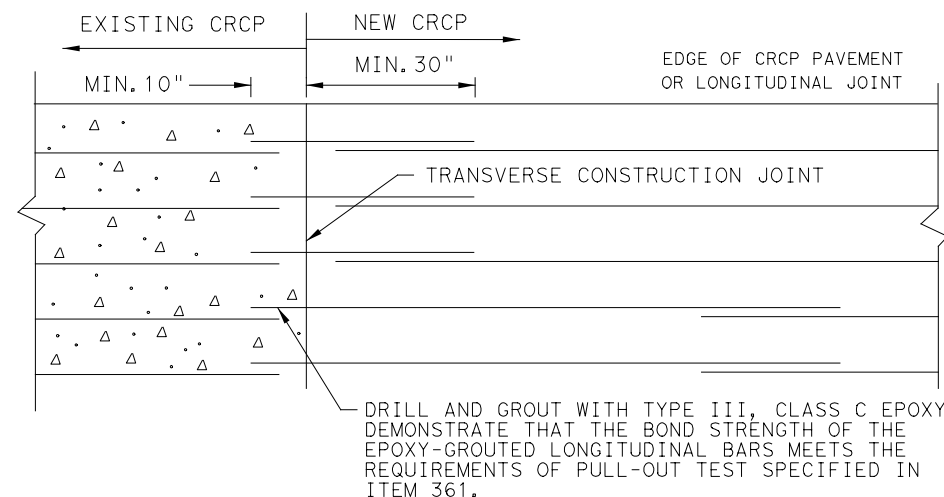 EXISTING CRCP
NEW CRCP
MIN. 10"
MIN. 30"
EDGE OF CRCP PAVEMENT
OR LONGITUDINAL JOINT
TRANSVERSE CONSTRUCTION JOINT
DRILL AND GROUT WITH TYPE III, CLASS C EPOXY
DEMONSTRATE THAT THE BOND STRENGTH OF THE
EPOXY-GROUTED LONGITUDINAL BARS MEETS THE
REQUIREMENTS OF PULL-OUT TEST SPECIFIED IN
ITEM 361.